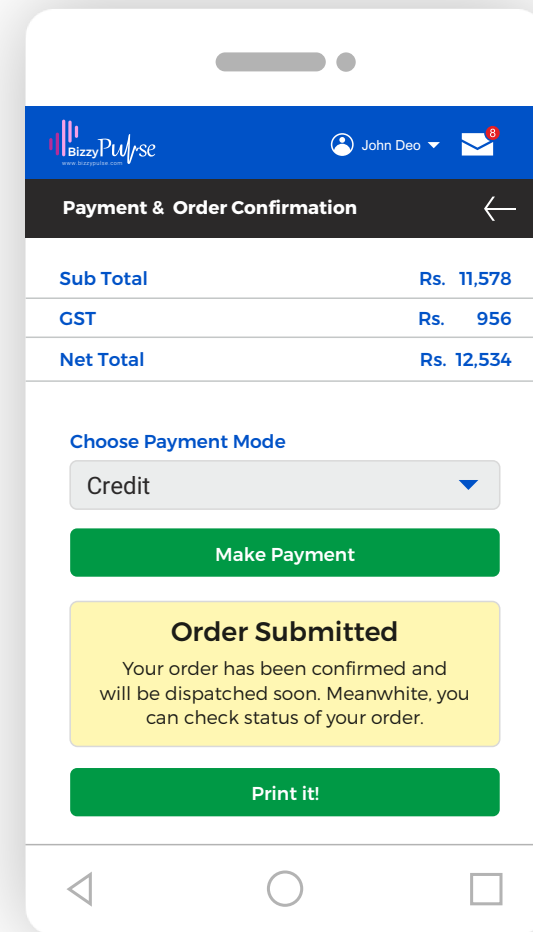 BizzyPulse
www.bizzypulse.com
John Deo
8
Payment & Order Confirmation
Sub Total Rs. 11,578
GST Rs. 956
Net Total Rs. 12,534
Choose Payment Mode
Credit
Make Payment
Order Submitted
Your order has been confirmed and
will be dispatched soon. Meanwhite, you
can check status of your order.
Print it!